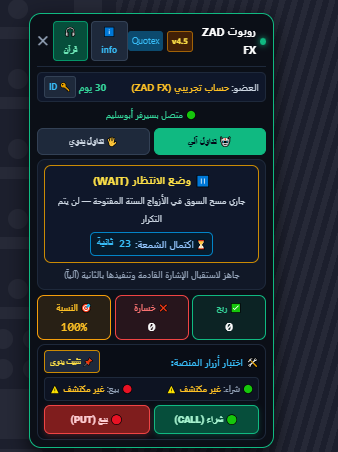 روبوت ZAD FX
v4.5
Quotex
info
قرآن
العضو: حساب تجريبي (ZAD FX)
30 يوم
ID
متصل بسيرفر أبوسليم
تداول آلي
تداول يدوي
وضع الانتظار (WAIT)
جاري مسح السوق في الأزواج الستة المفتوحة — لن يتم
التكرار
اكتمال الشمعة: 23 ثانية
جاهز لاستقبال الإشارة القادمة وتنفيذها بالثانية (آلياً)
ربح
0
خسارة
0
النسبة
100%
اختبار أزرار المنصة:
تثبيت يدوي
شراء: غير مكتشف
بيع: غير مكتشف
شراء (CALL)
بيع (PUT)